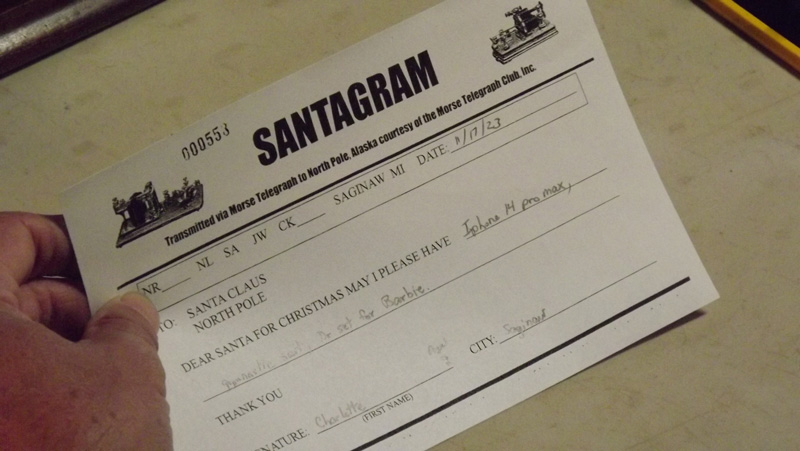 000553
SANTAGRAM
Transmitted via Morse Telegraph to North Pole, Alaska courtesy of the Morse Telegraph Club, Inc.
NR___ NL SA JW CK___ SAGINAW MI DATE: 11/17/23
TO: SANTA CLAUS
NORTH POLE
DEAR SANTA FOR CHRISTMAS MAY I PLEASE HAVE Iphone 14 pro max,
set for Barbie
THANK YOU
GNATURE: Charlotte Age! CITY: Saginaw
(FIRST NAME)